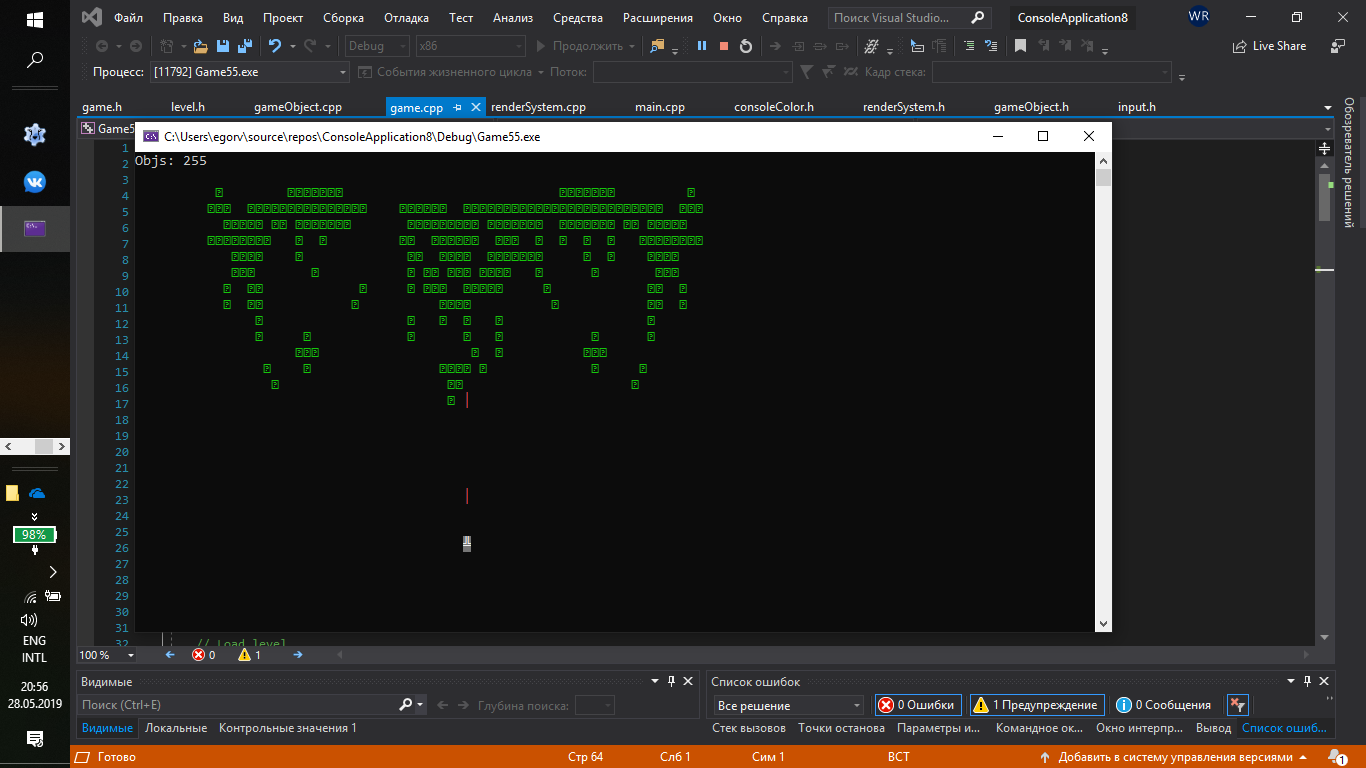 Файл Правка Вид Проект Сборка Отладка Тест Анализ Средства Расширения Окно Справка Поиск Visual Studio... ConsoleApplication8 WR
Debug x86 Продолжить Live Share
Процесс: [11792] Game55.exe События жизненного цикла Поток: Кадр стека:
game.h level.h gameObject.cpp game.cpp renderSystem.cpp main.cpp consoleColor.h renderSystem.h gameObject.h input.h
Обозреватель решений
Game5
C:\Users\egorv\source\repos\ConsoleApplication8\Debug\Game55.exe
Objs: 255
1
2
3
4
5
6
7
8
9
10
11
12
13
14
15
16
17
18
19
20
21
22
23
24
25
26
27
28
29
30
31
32 // Load level
100 % 0 1
Видимые
Поиск (Ctrl+E) Глубина поиска:
Видимые Локальные Контрольные значения 1
Список ошибок
Все решение 0 Ошибки 1 Предупреждение 0 Сообщения
Стек вызовов Точки останова Параметры и... Командное ок... Окно интерпр... Вывод Список ошиб...
Готово Стр 64 Слб 1 Сим 1 ВСТ Добавить в систему управления версиями 1
98%
ENG
INTL
20:56
28.05.2019